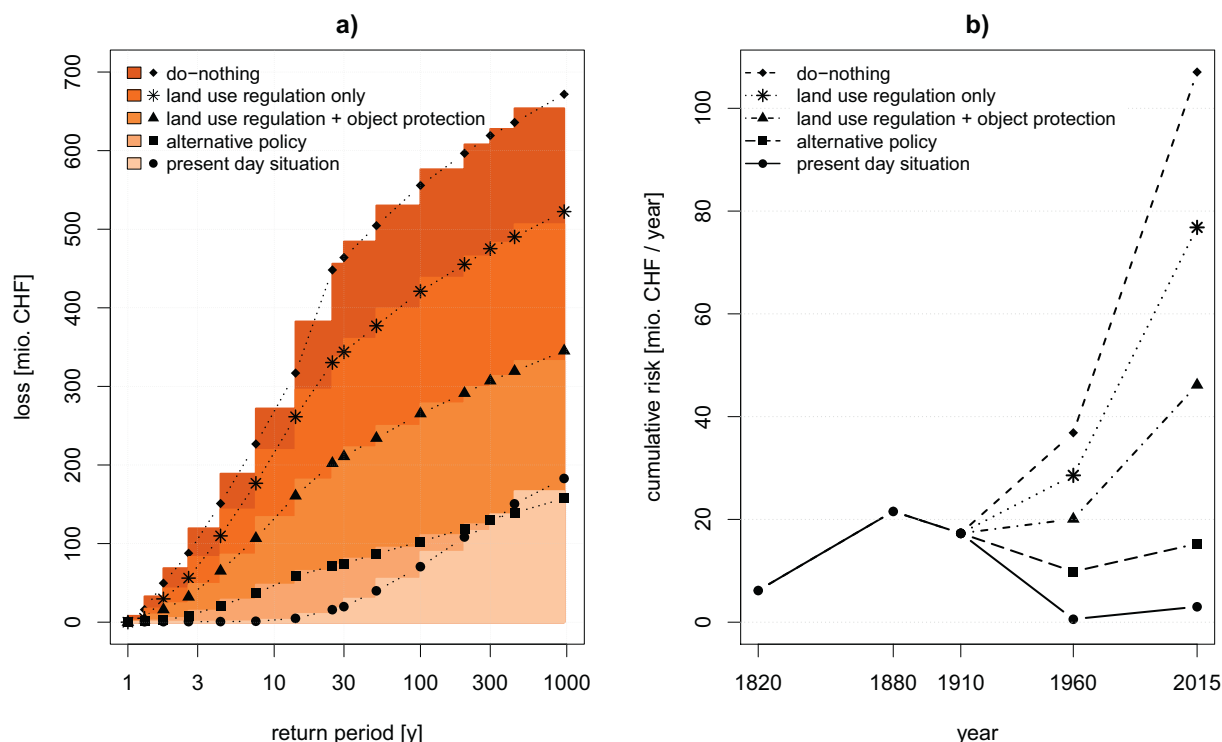 a)
loss [mio. CHF]
700
600
500
400
300
200
100
0
do−nothing
land use regulation only
land use regulation + object protection
alternative policy
present day situation
1 3 10 30 100 300 1000
return period [y]
b)
cumulative risk [mio. CHF / year]
100
80
60
40
20
0
do−nothing
land use regulation only
land use regulation + object protection
alternative policy
present day situation
1820 1880 1910 1960 2015
year